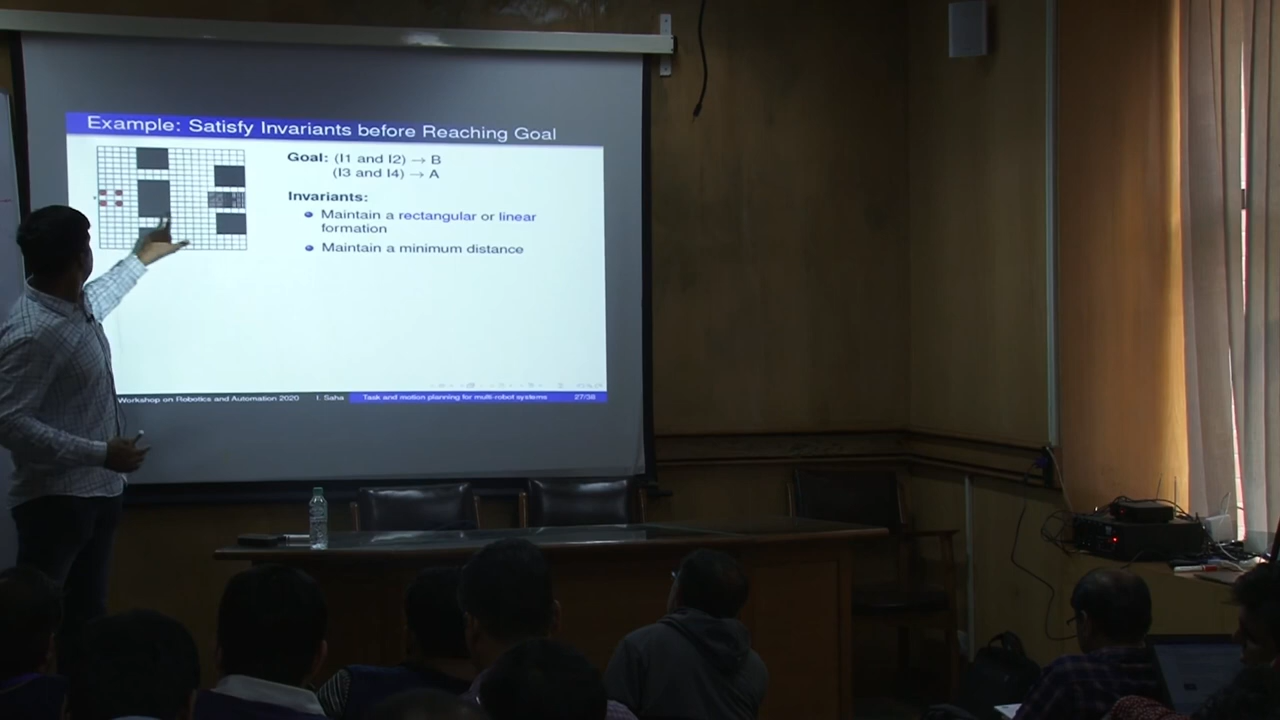 Example: Satisfy Invariants before Reaching Goal
Goal: (I1 and I2) → B
(I3 and I4) → A
Invariants:
Maintain a rectangular or linear
formation
Maintain a minimum distance
Workshop on Robotics and Automation 2020 I. Saha Task and motion planning for multi-robot systems 27/38